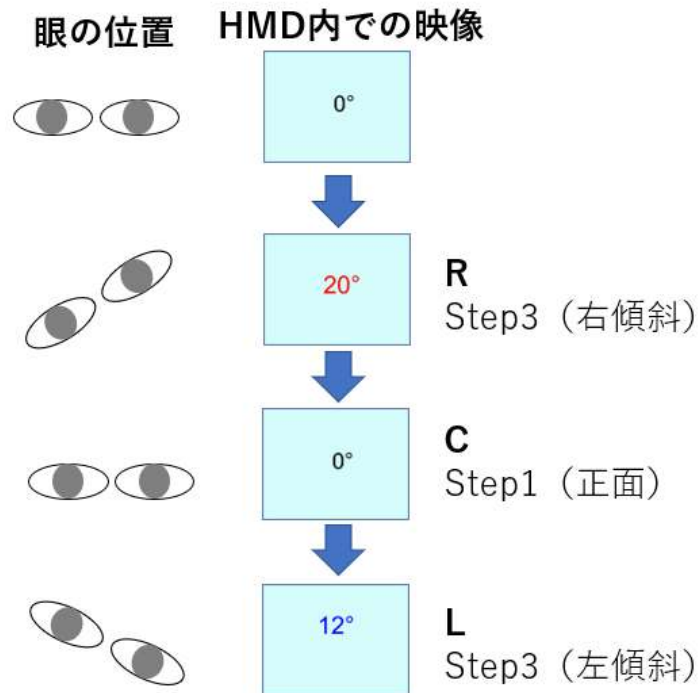 眼の位置
HMD内での映像
0°
20°
R
Step3（右傾斜）
0°
C
Step1（正面）
12°
L
Step3（左傾斜）